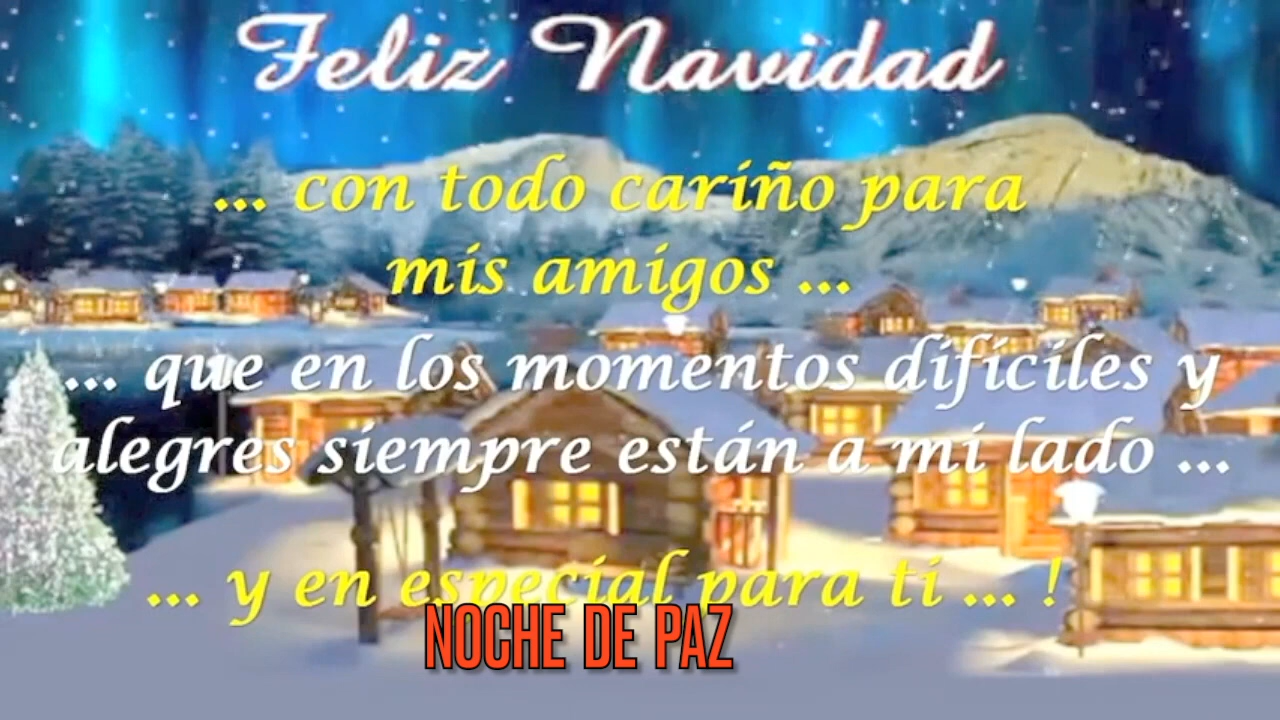 Feliz Navidad
... con todo cariño para
mis amigos ...
... que en los momentos difíciles y
alegres siempre están a mi lado ...
... y en especial para ti ... !
NOCHE DE PAZ